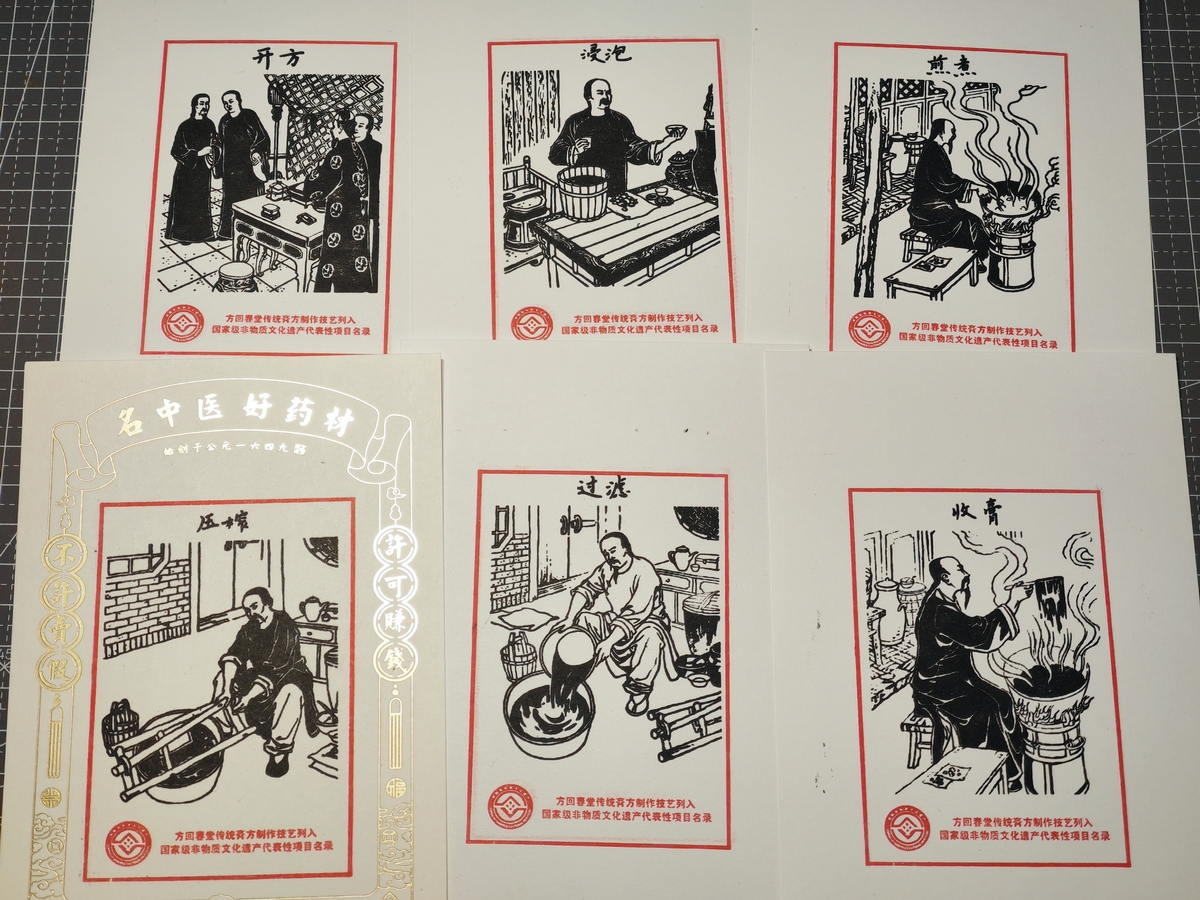 开方
方回春堂传统膏方制作技艺列入
国家级非物质文化遗产代表性项目名录
浸泡
方回春堂传统膏方制作技艺列入
国家级非物质文化遗产代表性项目名录
煎煮
方回春堂传统膏方制作技艺列入
国家级非物质文化遗产代表性项目名录
名中医好药材
始创于公元一六四九年
不許賣假
許可賺錢
压榨
方回春堂传统膏方制作技艺列入
国家级非物质文化遗产代表性项目名录
过滤
方回春堂传统膏方制作技艺列入
国家级非物质文化遗产代表性项目名录
收膏
方回春堂传统膏方制作技艺列入
国家级非物质文化遗产代表性项目名录